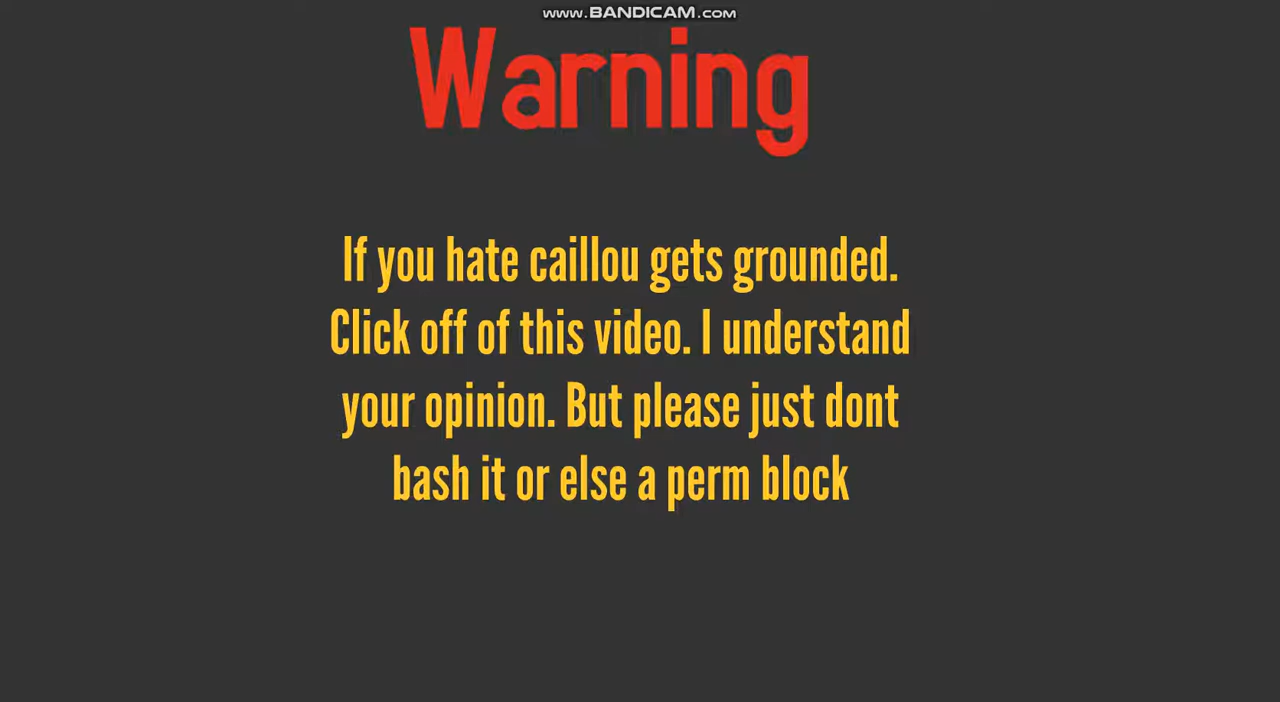 www.BANDICAM.com
Warning
If you hate caillou gets grounded.
Click off of this video. I understand
your opinion. But please just dont
bash it or else a perm block